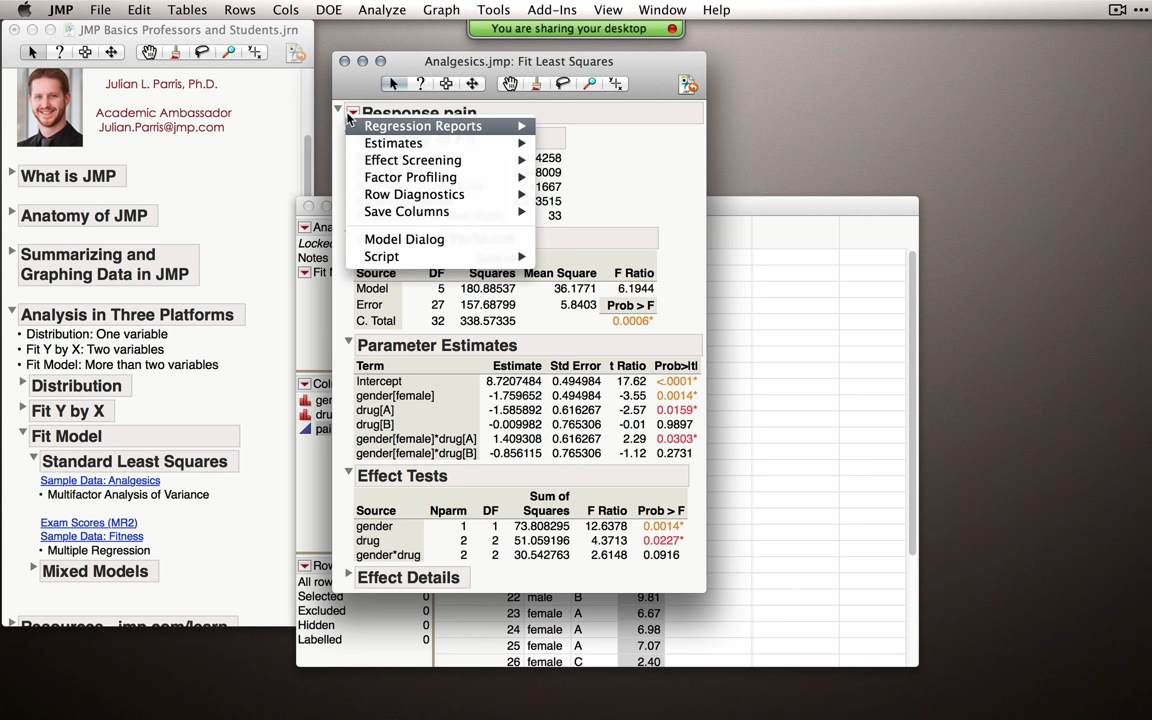 JMP File Edit Tables Rows Cols DOE Analyze Graph Tools Add-Ins View Window Help
You are sharing your desktop
JMP Basics Professors and Students.jrn
Julian L. Parris, Ph.D.
Academic Ambassador
Julian.Parris@jmp.com
What is JMP
Anatomy of JMP
Summarizing and
Graphing Data in JMP
Analysis in Three Platforms
• Distribution: One variable
• Fit Y by X: Two variables
• Fit Model: More than two variables
Distribution
Fit Y by X
Fit Model
Standard Least Squares
Sample Data: Analgesics
• Multifactor Analysis of Variance
Exam Scores (MR2)
Sample Data: Fitness
• Multiple Regression
Mixed Models
Resources - jmp.com/learn
Analgesics.jmp: Fit Least Squares
Response pain
Regression Reports
Estimates
Effect Screening
Factor Profiling
Row Diagnostics
Save Columns
Model Dialog
Script
4258
8009
1667
3515
33
Source DF Squares Mean Square F Ratio
Model 5 180.88537 36.1771 6.1944
Error 27 157.68799 5.8403 Prob > F
C. Total 32 338.57335 0.0006*
Parameter Estimates
Term Estimate Std Error t Ratio Prob>|t|
Intercept 8.7207484 0.494984 17.62 <.0001*
gender[female] -1.759652 0.494984 -3.55 0.0014*
drug[A] -1.585892 0.616267 -2.57 0.0159*
drug[B] -0.009982 0.765306 -0.01 0.9897
gender[female]*drug[A] 1.409308 0.616267 2.29 0.0303*
gender[female]*drug[B] -0.856115 0.765306 -1.12 0.2731
Effect Tests
Sum of
Source Nparm DF Squares F Ratio Prob > F
gender 1 1 73.808295 12.6378 0.0014*
drug 2 2 51.059196 4.3713 0.0227*
gender*drug 2 2 30.542763 2.6148 0.0916
Effect Details
Ana
Locked
Notes
Fit M
Colu
gen
dru
pai
Row
All row
Selected 0
Excluded 0
Hidden 0
Labelled 0
22 male B 9.81
23 female A 6.67
24 female A 6.98
25 female A 7.07
26 female C 2.40